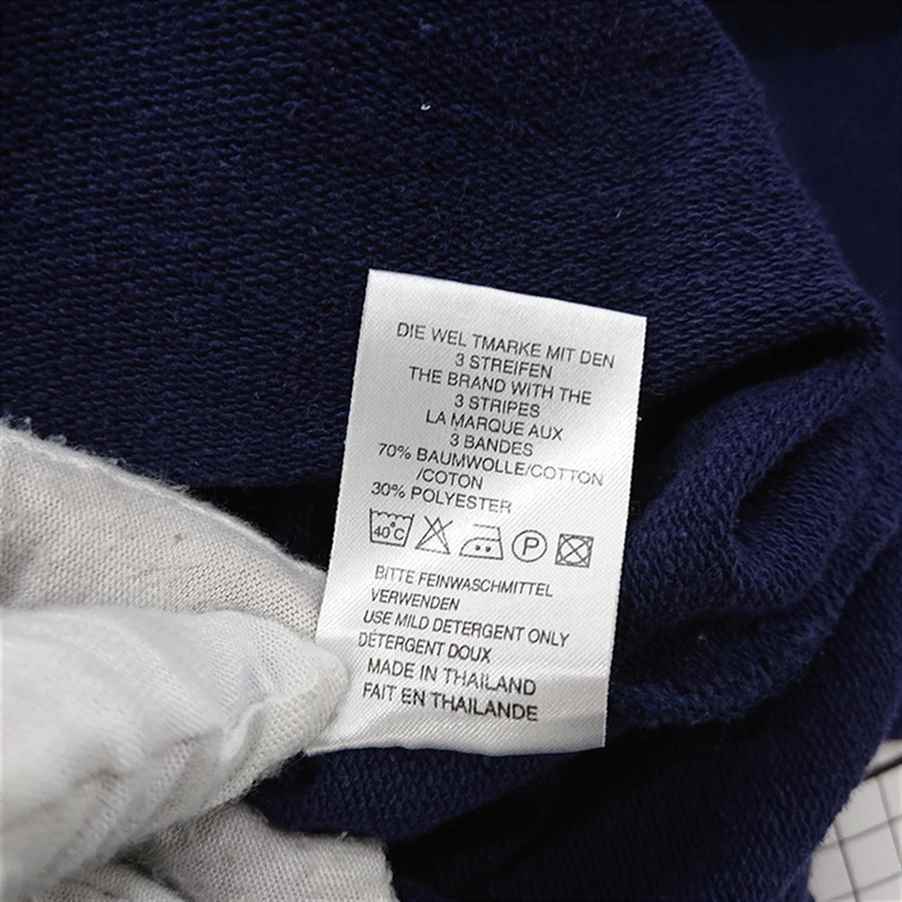 DIE WEL TMARKE MIT DEN
3 STREIFEN
THE BRAND WITH THE
3 STRIPES
LA MARQUE AUX
3 BANDES
70% BAUMWOLLE/COTTON
/COTON
30% POLYESTER
40°C P
BITTE FEINWASCHMITTEL
VERWENDEN
USE MILD DETERGENT ONLY
DÉTERGENT DOUX
MADE IN THAILAND
FAIT EN THAILANDE